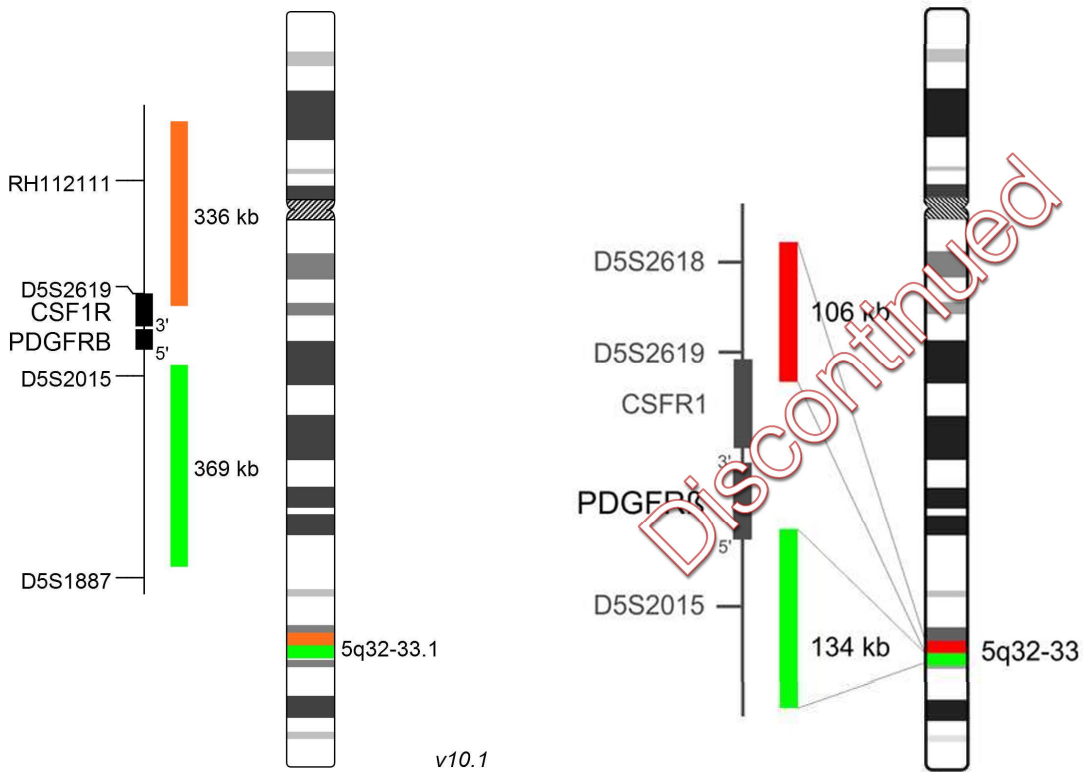 RH112111
336 kb
D5S2619
CSF1R
3'
PDGFRB
5'
D5S2015
369 kb
D5S1887
5q32-33.1
v10.1
D5S2618
106 kb
D5S2619
CSFR1
3'
PDGFRß
5'
D5S2015
134 kb
5q32-33
Discontinued